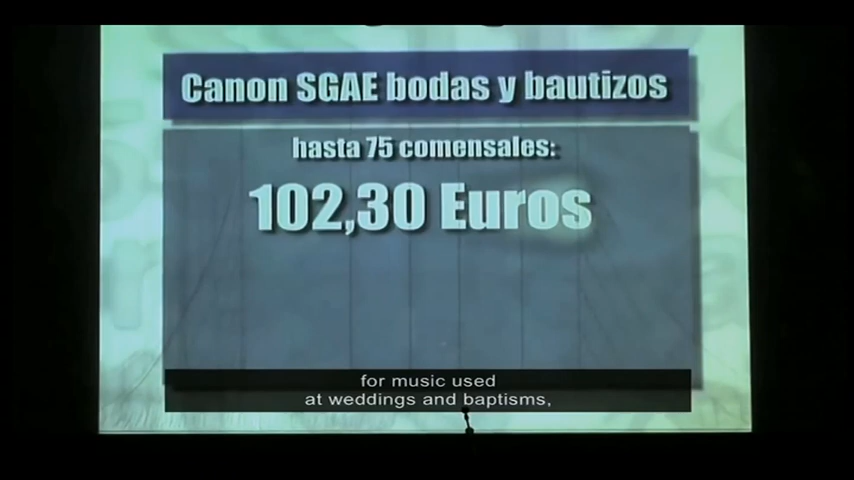 Canon SGAE bodas y bautizos
hasta 75 comensales:
102,30 Euros
for music used
at weddings and baptisms,